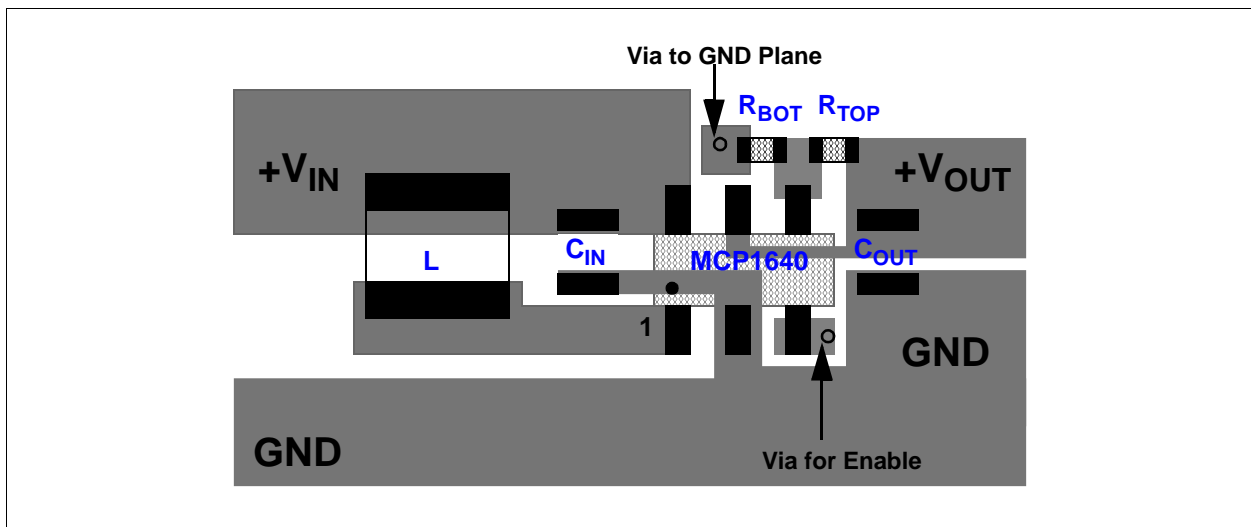 Via to GND Plane
RBOT RTOP
+VIN
+VOUT
L
CIN
MCP1640
COUT
1
GND
GND
Via for Enable